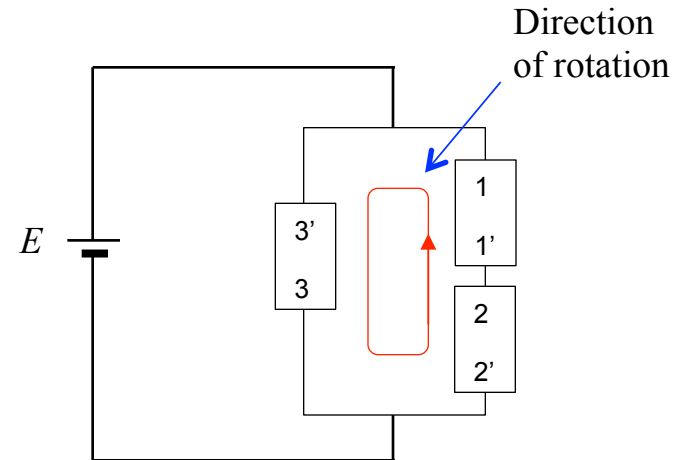 Direction
of rotation
1
3’
1’
E
3
2
2’